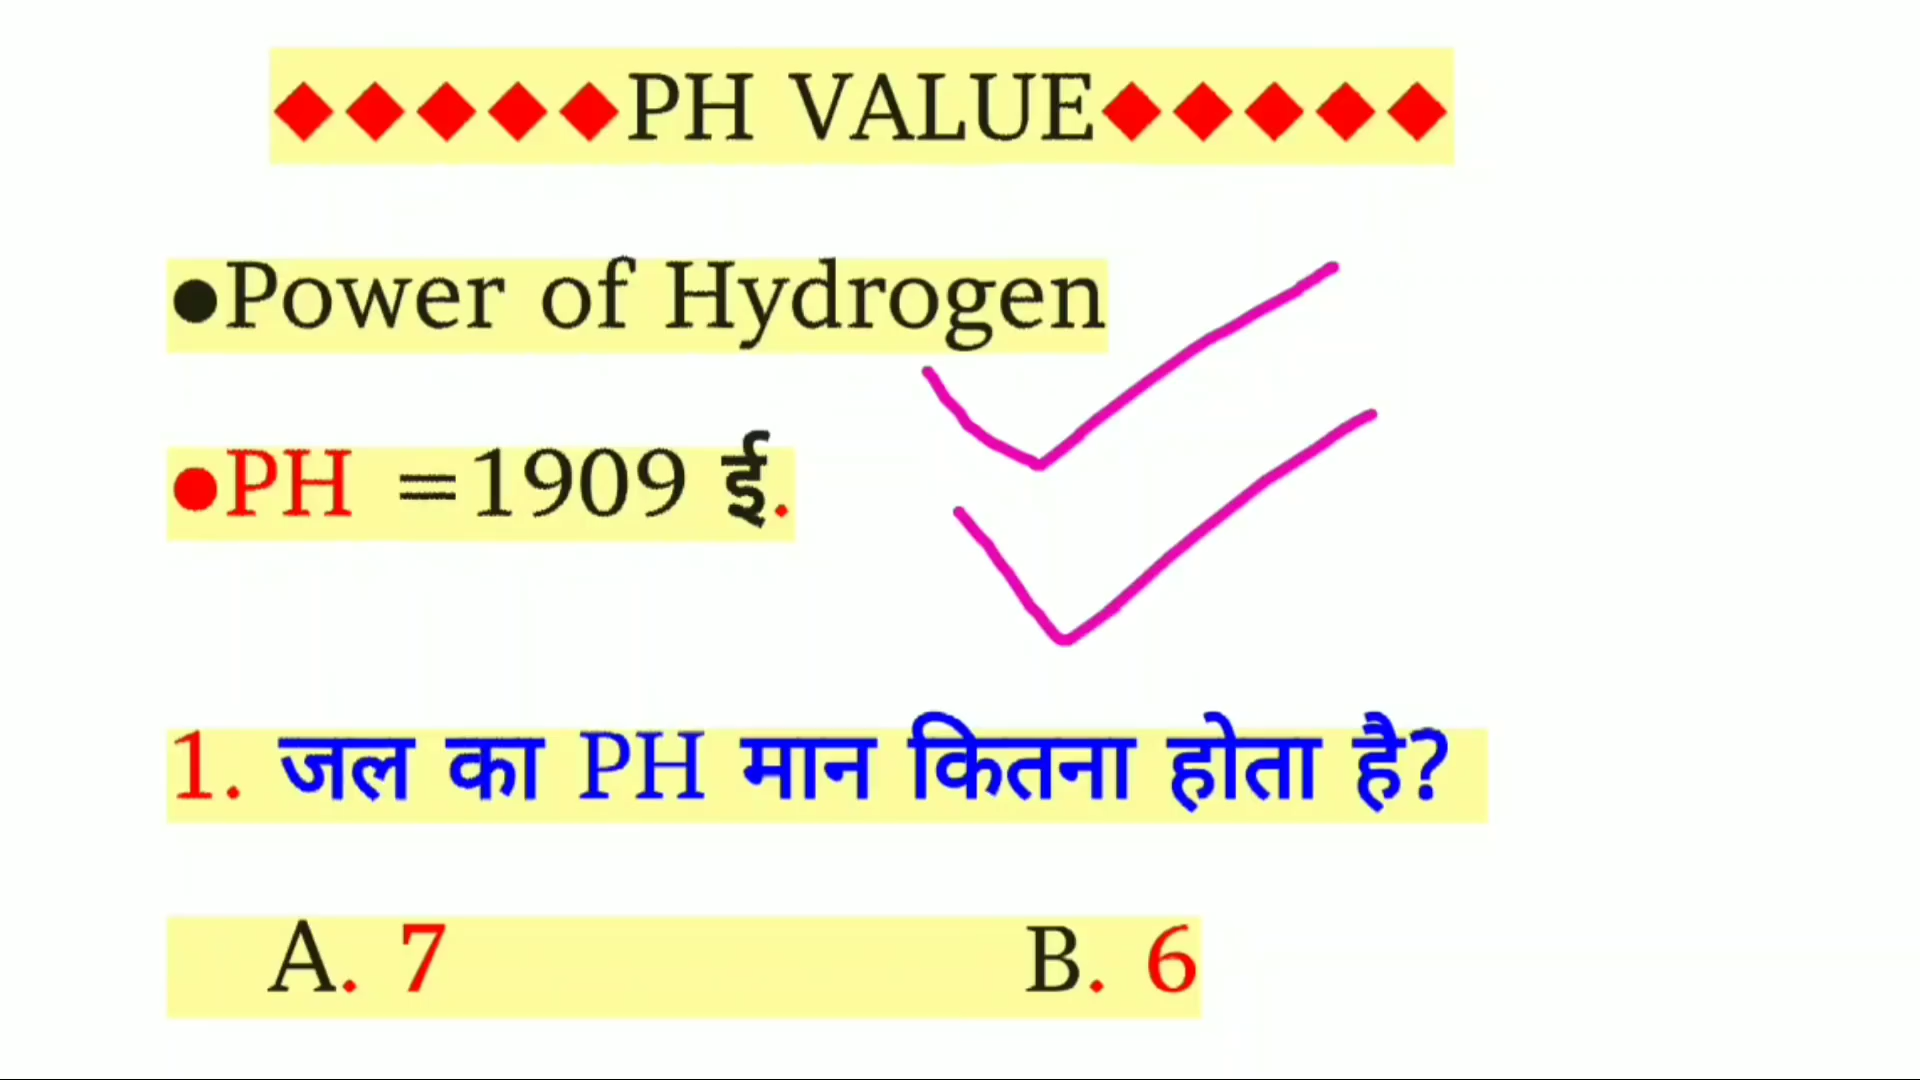 ◆◆◆◆◆PH VALUE◆◆◆◆◆
●Power of Hydrogen
●PH =1909 ई.
1. जल का PH मान कितना होता है?
A. 7 B. 6